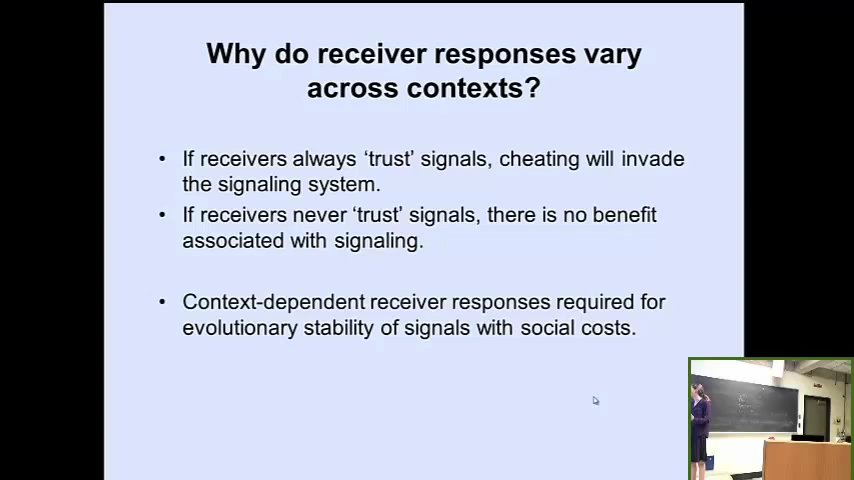 Why do receiver responses vary
across contexts?
• If receivers always ‘trust’ signals, cheating will invade
the signaling system.
• If receivers never ‘trust’ signals, there is no benefit
associated with signaling.
• Context-dependent receiver responses required for
evolutionary stability of signals with social costs.